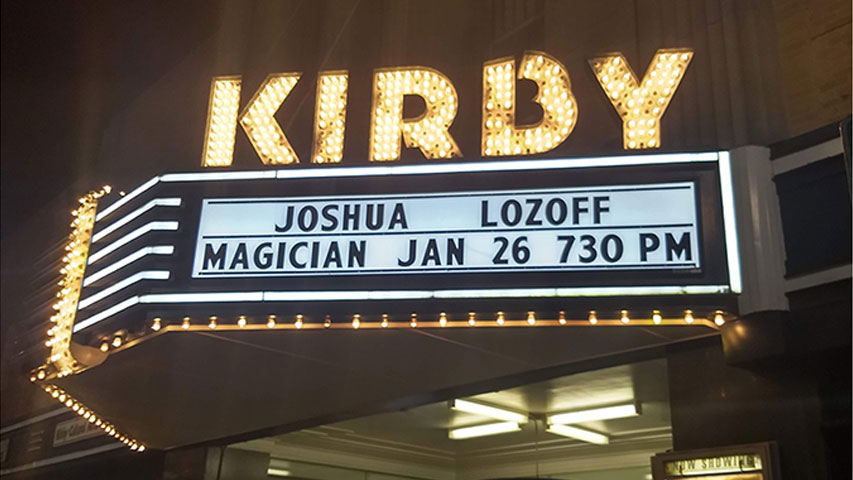 KIRBY
JOSHUA LOZOFF
MAGICIAN JAN 26 730 PM
NOW SHOWING